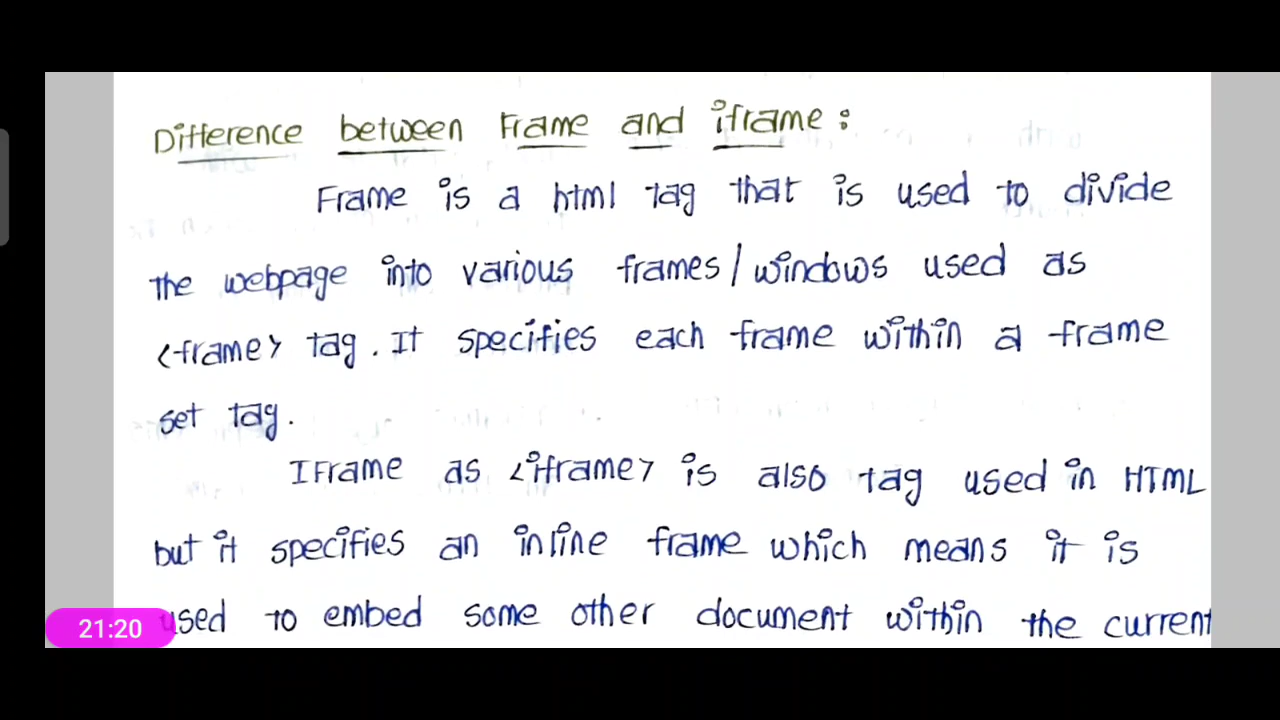 Difference between Frame and iframe:
Frame is a html tag that is used to divide
the webpage into various frames/windows used as
<frame> tag. It specifies each frame within a frame
set tag.
IFrame as <iframe> is also tag used in HTML
but it specifies an inline frame which means it is
used to embed some other document within the current
21:20